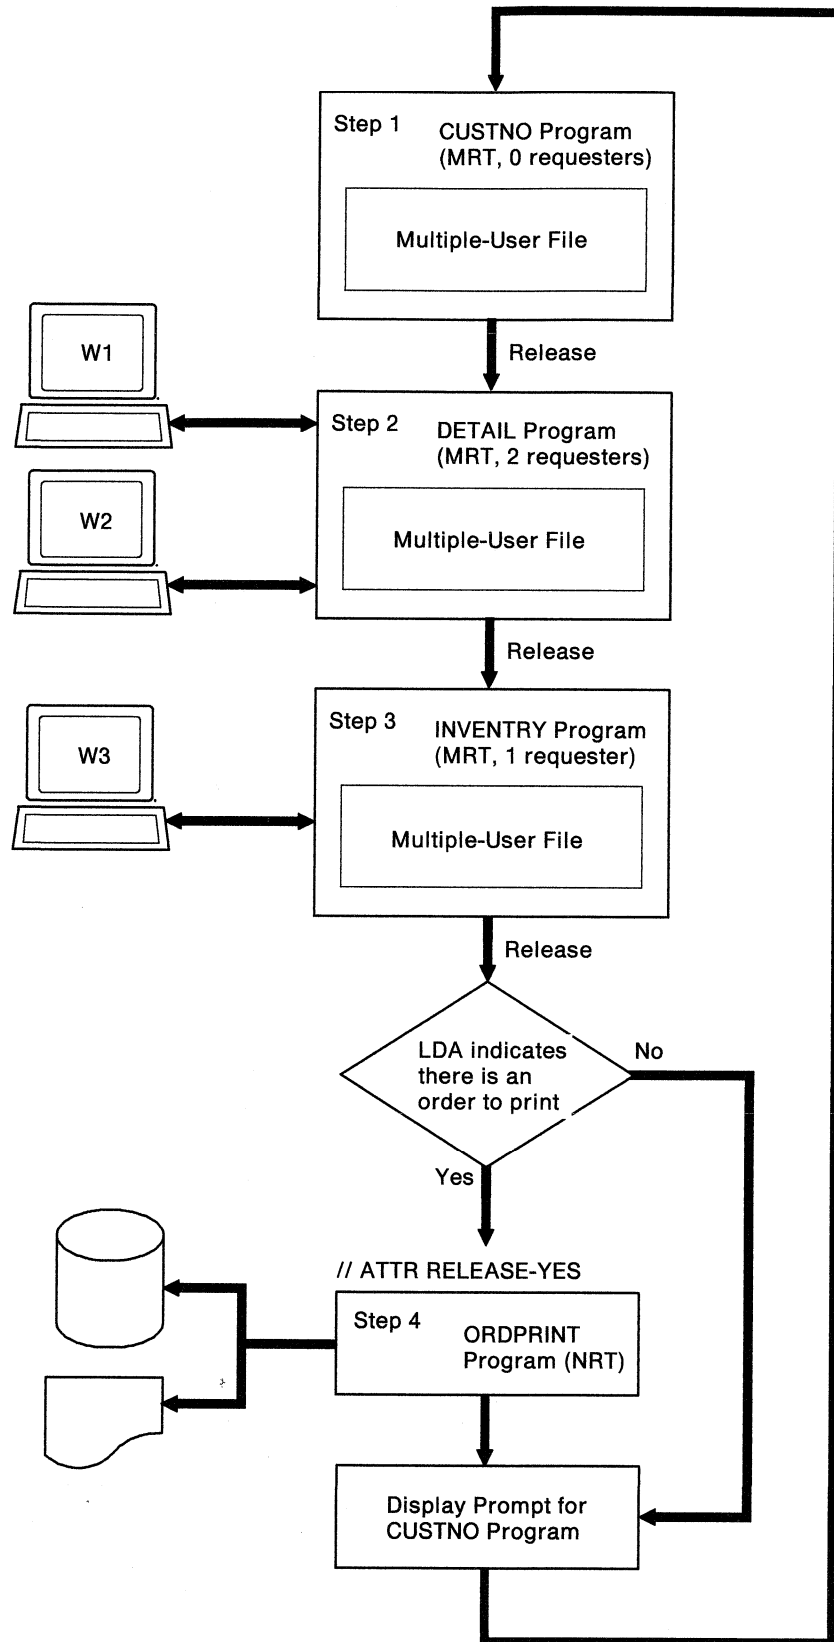 Step 1
CUSTNO Program
(MRT, 0 requesters)
Multiple-User File
Release
W1
Step 2
DETAIL Program
(MRT, 2 requesters)
W2
Multiple-User File
Release
Step 3
INVENTRY Program
(MRT, 1 requester)
W3
Multiple-User File
Release
LDA indicates
there is an
order to print
No
Yes
// ATTR RELEASE-YES
Step 4
ORDPRINT
Program (NRT)
Display Prompt for
CUSTNO Program